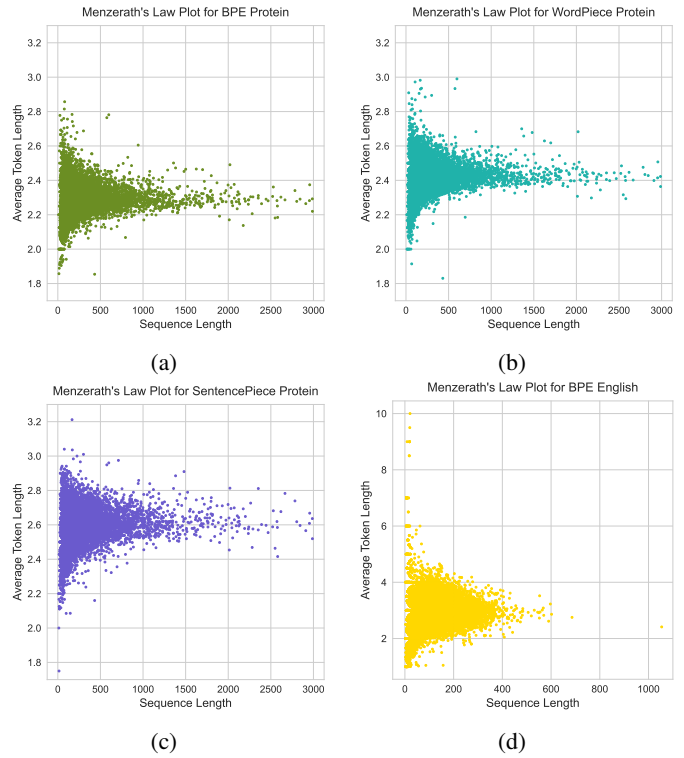 Menzerath's Law Plot for BPE Protein
Average Token Length
3.2
3.0
2.8
2.6
2.4
2.2
2.0
1.8
0 500 1000 1500 2000 2500 3000
Sequence Length
(a)
Menzerath's Law Plot for WordPiece Protein
Average Token Length
3.2
3.0
2.8
2.6
2.4
2.2
2.0
1.8
0 500 1000 1500 2000 2500 3000
Sequence Length
(b)
Menzerath's Law Plot for SentencePiece Protein
Average Token Length
3.2
3.0
2.8
2.6
2.4
2.2
2.0
1.8
0 500 1000 1500 2000 2500 3000
Sequence Length
(c)
Menzerath's Law Plot for BPE English
Average Token Length
10
8
6
4
2
0 200 400 600 800 1000
Sequence Length
(d)